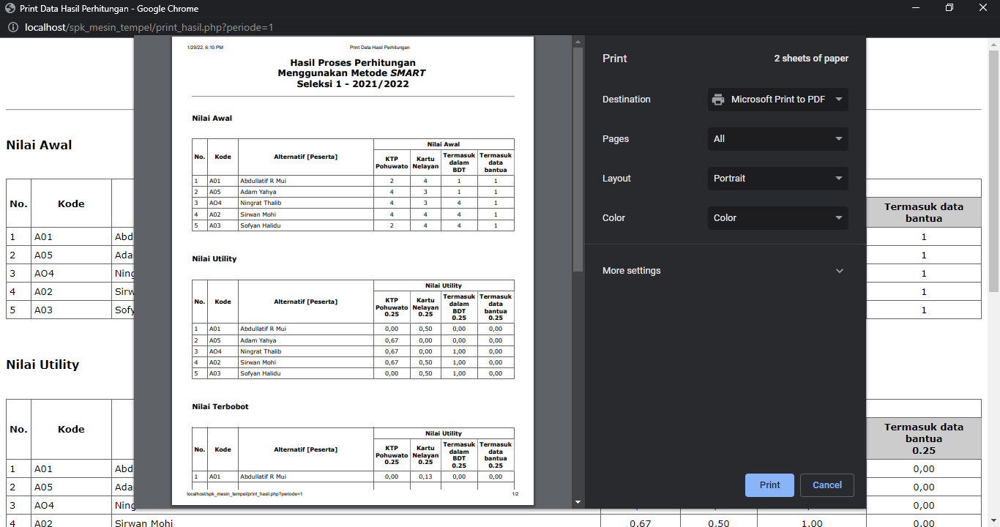 Print Data Hasil Perhitungan - Google Chrome
localhost/spk_mesin_tempel/print_hasil.php?periode=1
1/29/22, 6:10 PM Print Data Hasil Perhitungan
Hasil Proses Perhitungan
Menggunakan Metode SMART
Seleksi 1 - 2021/2022
Nilai Awal
No. Kode Alternatif [Peserta] Nilai Awal
KTP Pohuwato Kartu Nelayan Termasuk dalam BDT Termasuk data bantua
1 A01 Abdullatif R Mui 2 4 1 1
2 A05 Adam Yahya 4 3 1 1
3 AO4 Ningrat Thalib 4 3 4 1
4 A02 Sirwan Mohi 4 4 4 1
5 A03 Sofyan Halidu 2 4 4 1
Nilai Utility
No. Kode Alternatif [Peserta] Nilai Utility
KTP Pohuwato 0.25 Kartu Nelayan 0.25 Termasuk dalam BDT 0.25 Termasuk data bantua 0.25
1 A01 Abdullatif R Mui 0,00 0,50 0,00 0,00
2 A05 Adam Yahya 0,67 0,00 0,00 0,00
3 AO4 Ningrat Thalib 0,67 0,00 1,00 0,00
4 A02 Sirwan Mohi 0,67 0,50 1,00 0,00
5 A03 Sofyan Halidu 0,00 0,50 1,00 0,00
Nilai Terbobot
No. Kode Alternatif [Peserta] Nilai Utility
KTP Pohuwato 0.25 Kartu Nelayan 0.25 Termasuk dalam BDT 0.25 Termasuk data bantua 0.25
1 A01 Abdullatif R Mui 0,00 0,13 0,00 0,00
localhost/spk_mesin_tempel/print_hasil.php?periode=1 1/2
Print 2 sheets of paper
Destination Microsoft Print to PDF
Pages All
Layout Portrait
Color Color
More settings
Print Cancel
Nilai Awal
No. Kode Termasuk data bantua
1 A01 Abd 1
2 A05 Ada 1
3 AO4 Ning 1
4 A02 Sirw 1
5 A03 Sofy 1
Nilai Utility
No. Kode Termasuk data bantua 0.25
1 A01 Abd 0,00
2 A05 Ada 0,00
3 AO4 Ning 0,00
4 A02 Sirwan Mohi 0,67 0,50 1,00 0,00